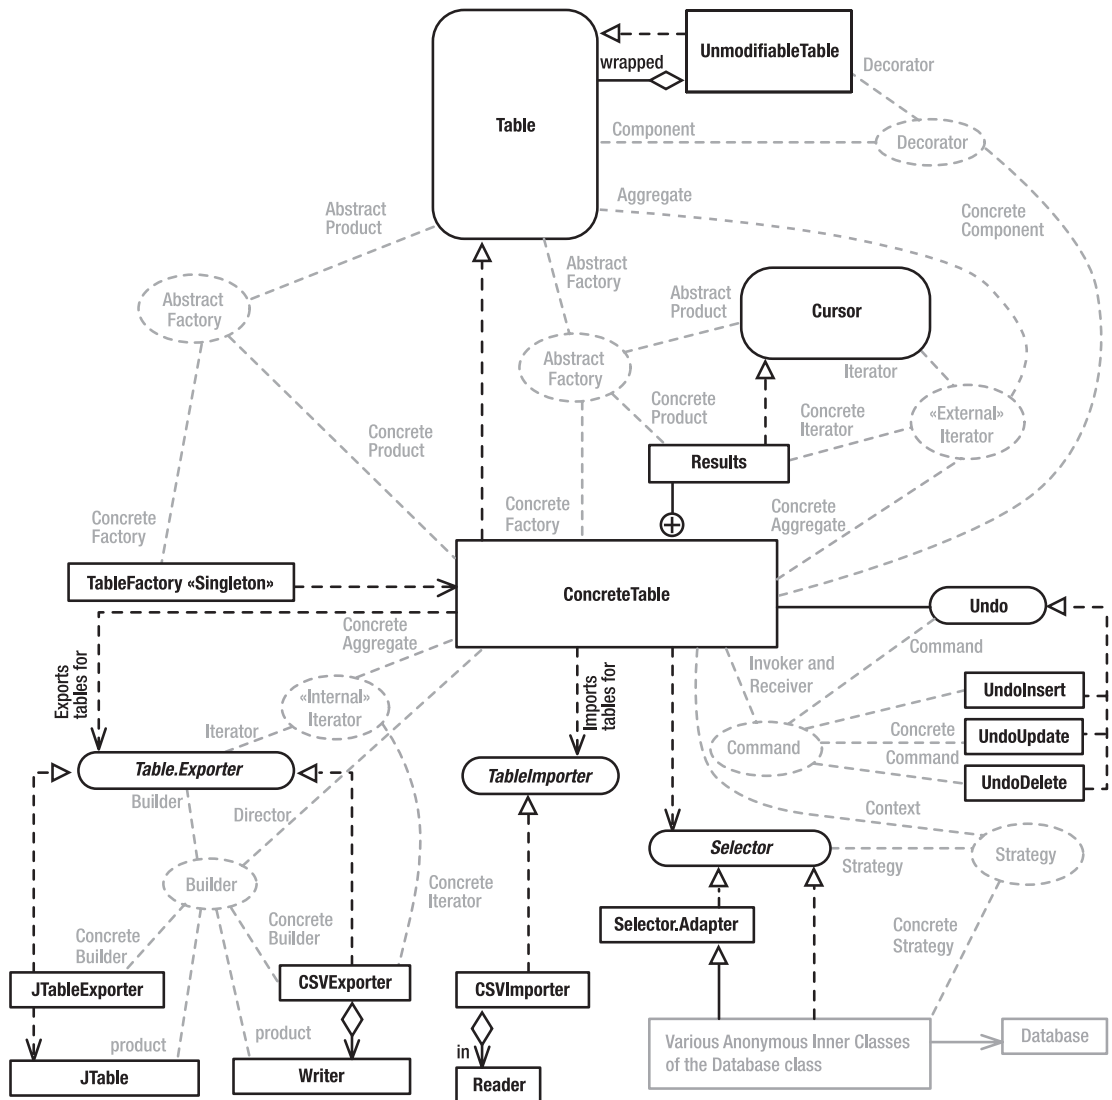 UnmodifiableTable
wrapped
Decorator
Table
Component
Decorator
Aggregate
Abstract
Product
Concrete
Component
Abstract
Factory
Abstract
Product
Cursor
Abstract
Factory
Abstract
Factory
Iterator
Concrete
Product
Concrete
Iterator
«External»
Iterator
Concrete
Product
Results
Concrete
Factory
Concrete
Factory
Concrete
Aggregate
TableFactory «Singleton»
ConcreteTable
Undo
Concrete
Aggregate
Exports
tables for
Imports
tables for
Invoker and
Receiver
Command
«Internal»
Iterator
UndoInsert
Iterator
Command
Concrete
Command
UndoUpdate
Table.Exporter
TableImporter
UndoDelete
Builder
Director
Context
Selector
Strategy
Strategy
Builder
Concrete
Iterator
Concrete
Builder
Concrete
Builder
Selector.Adapter
Concrete
Strategy
JTableExporter
CSVExporter
CSVImporter
product
product
in
Various Anonymous Inner Classes
of the Database class
Database
JTable
Writer
Reader